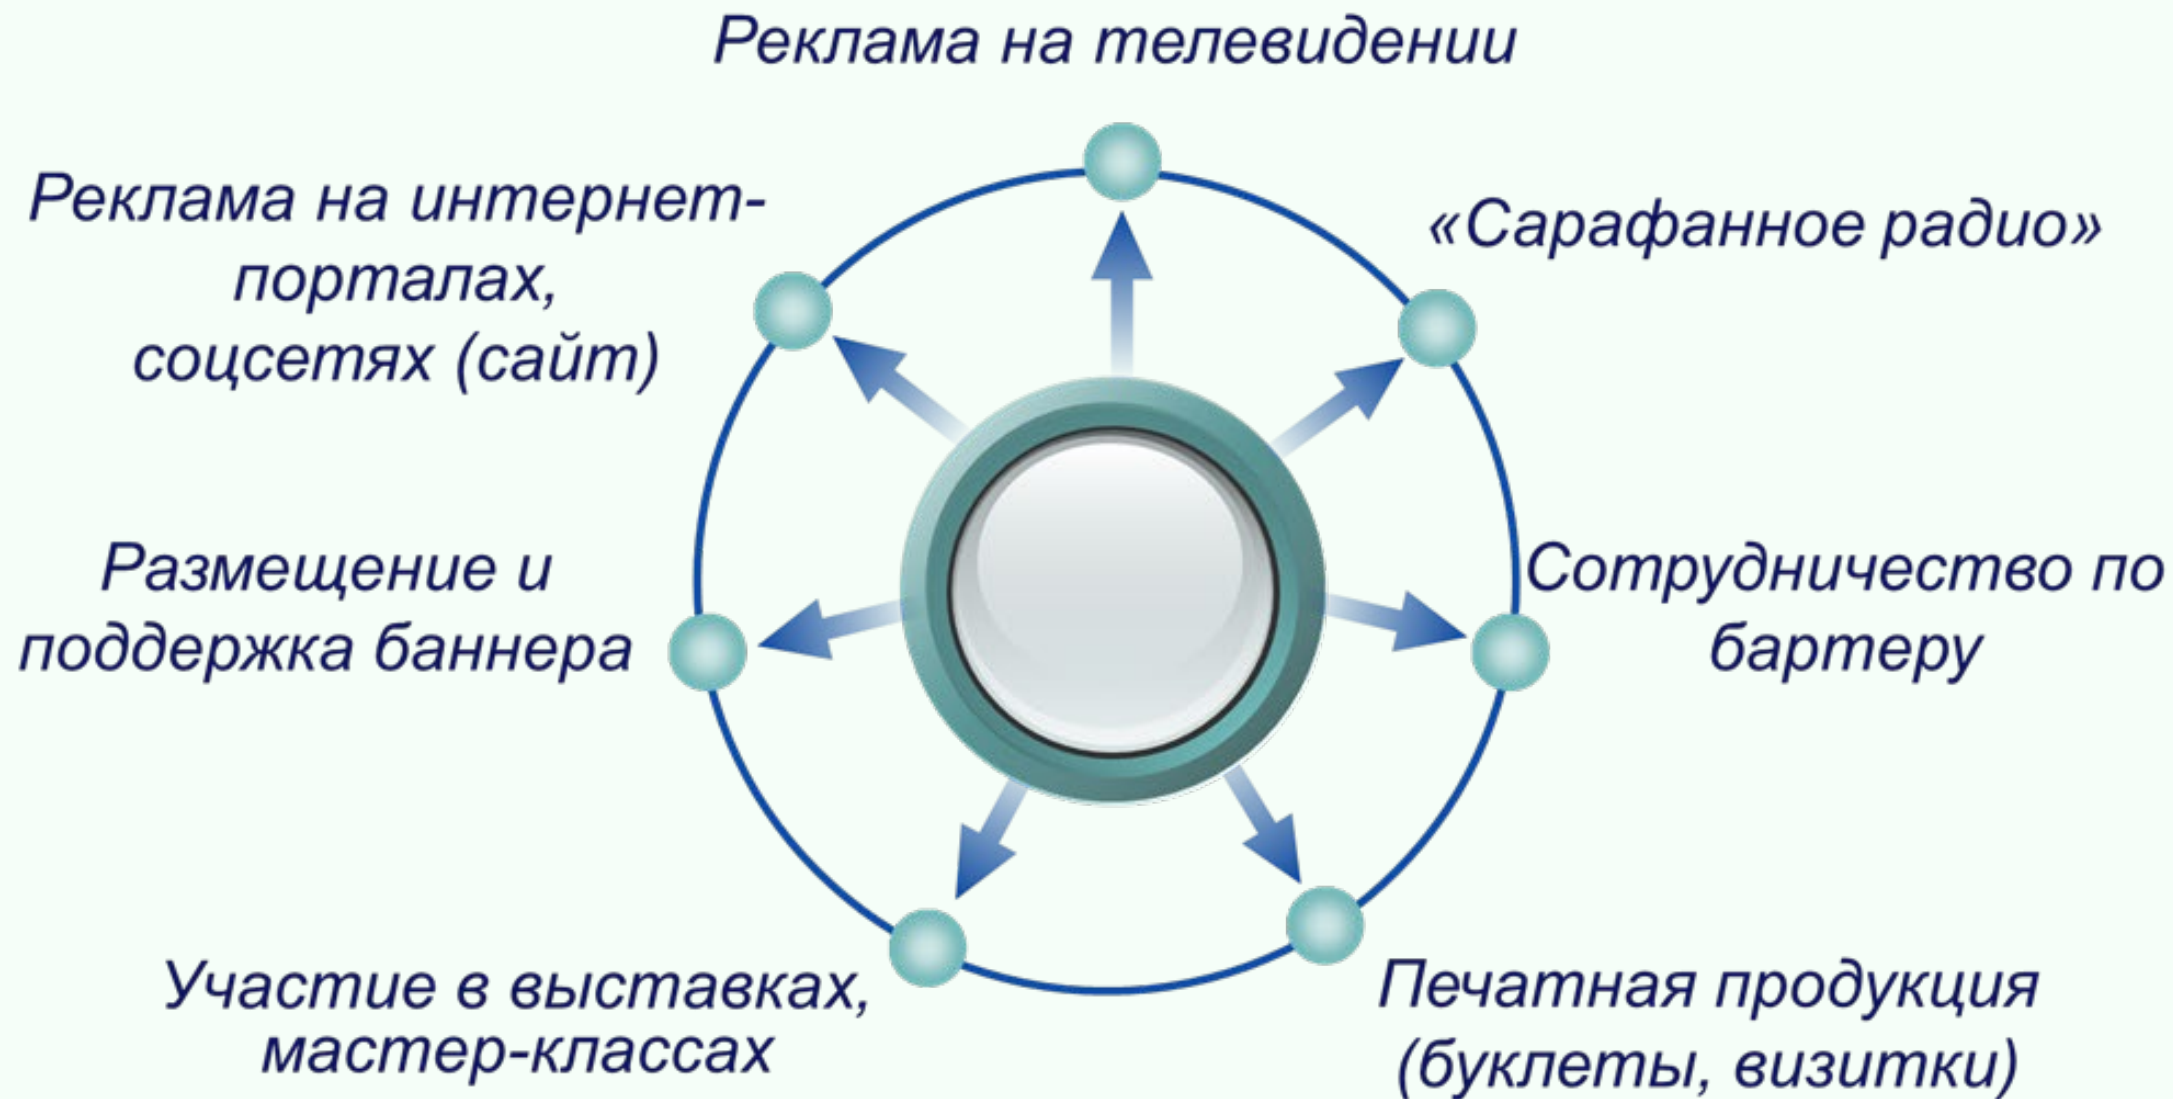 Реклама на телевидении
Реклама на интернет-
порталах,
соцсетях (сайт)
«Сарафанное радио»
Размещение и
поддержка баннера
Сотрудничество по
бартеру
Участие в выставках,
мастер-классах
Печатная продукция
(буклеты, визитки)